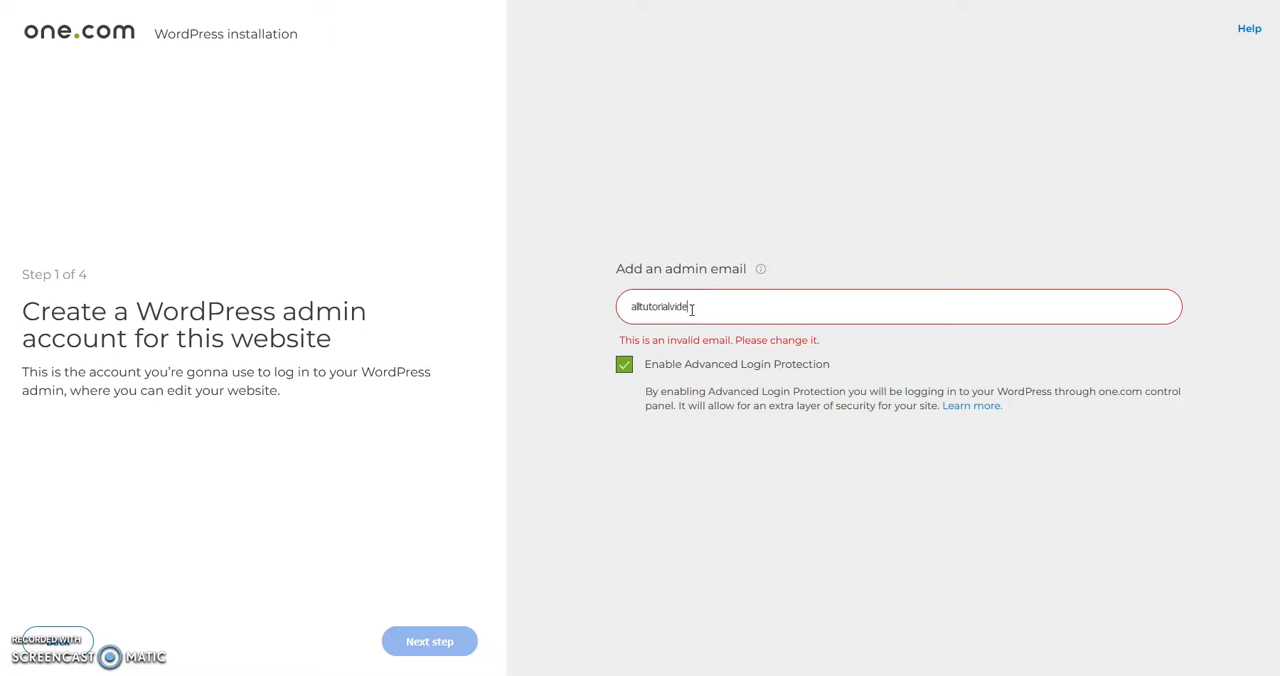 one.com WordPress installation
Help
Step 1 of 4
Create a WordPress admin
account for this website
This is the account you're gonna use to log in to your WordPress
admin, where you can edit your website.
Add an admin email
alltutorialvide
This is an invalid email. Please change it.
Enable Advanced Login Protection
By enabling Advanced Login Protection you will be logging in to your WordPress through one.com control
panel. It will allow for an extra layer of security for your site. Learn more.
Next step
RECORDED WITH
SCREENCAST MATIC